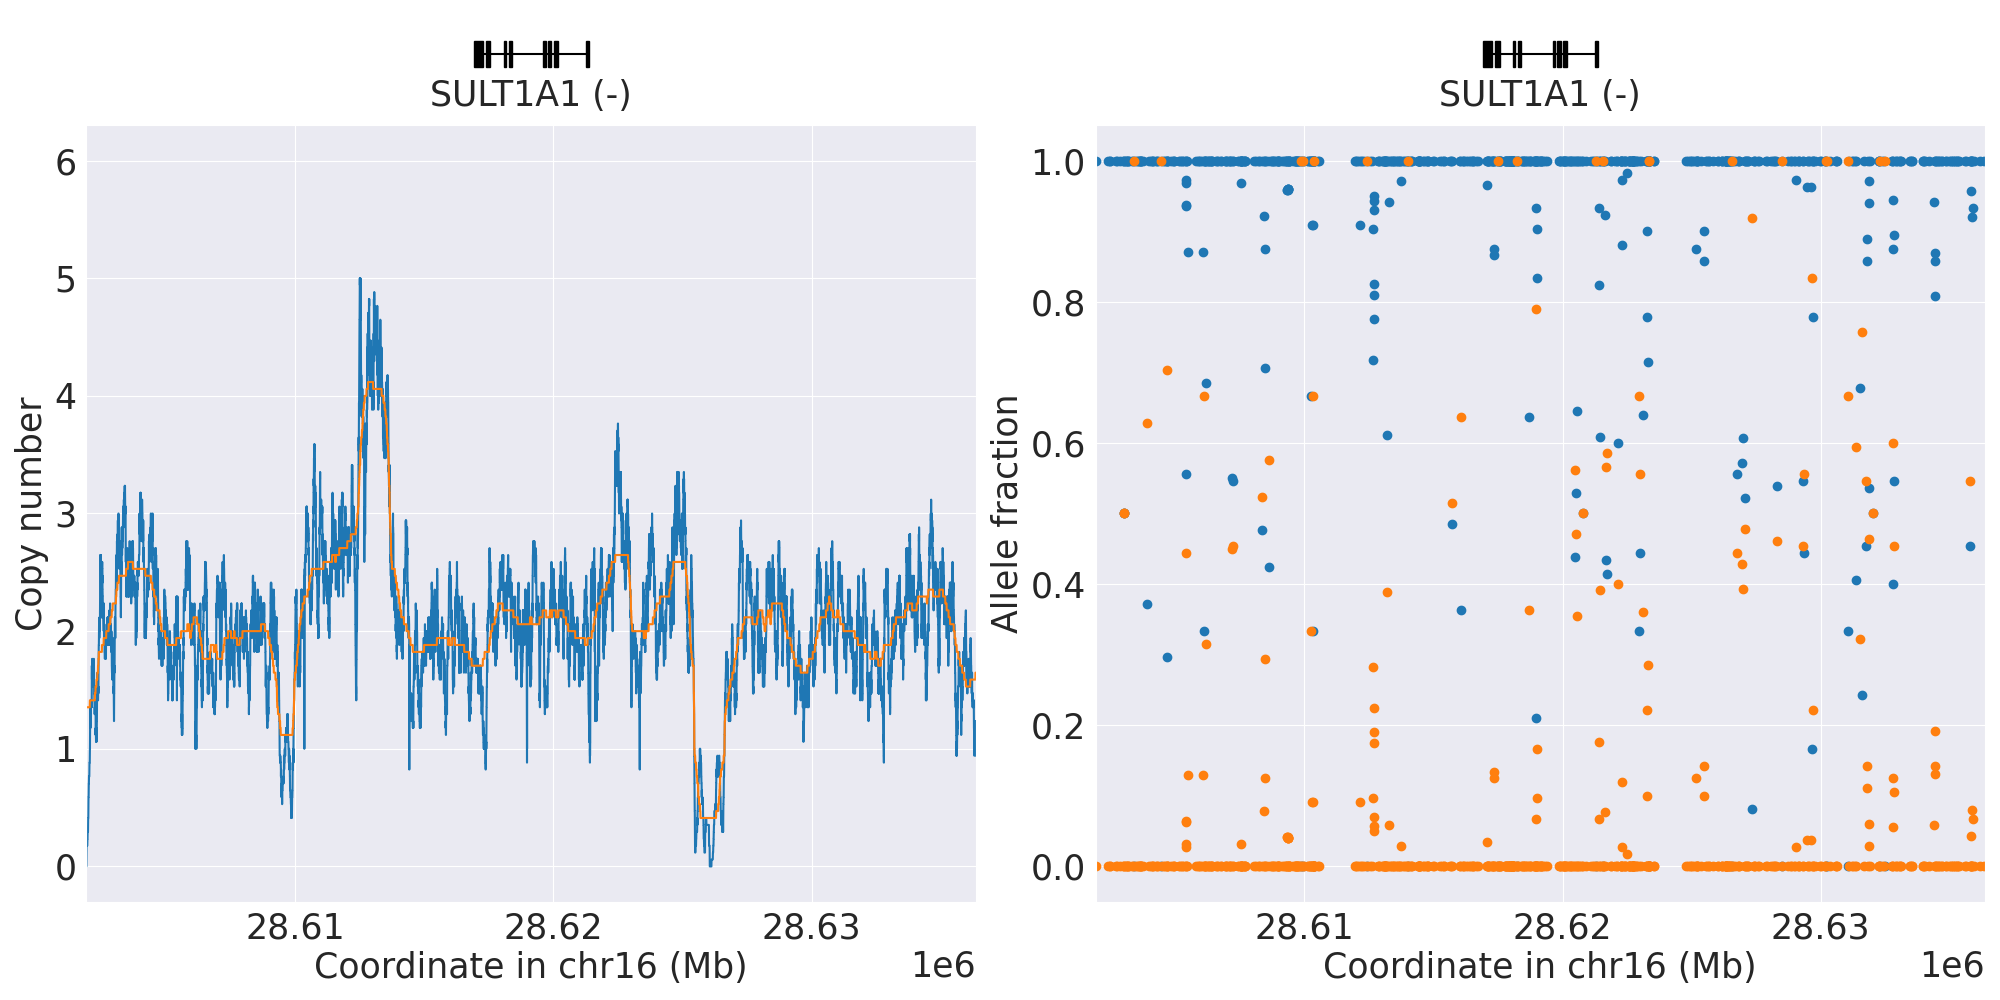 SULT1A1 (-)
SULT1A1 (-)
Copy number
6
5
4
3
2
1
0
28.61
28.62
28.63
Coordinate in chr16 (Mb)
1e6
Allele fraction
1.0
0.8
0.6
0.4
0.2
0.0
28.61
28.62
28.63
Coordinate in chr16 (Mb)
1e6